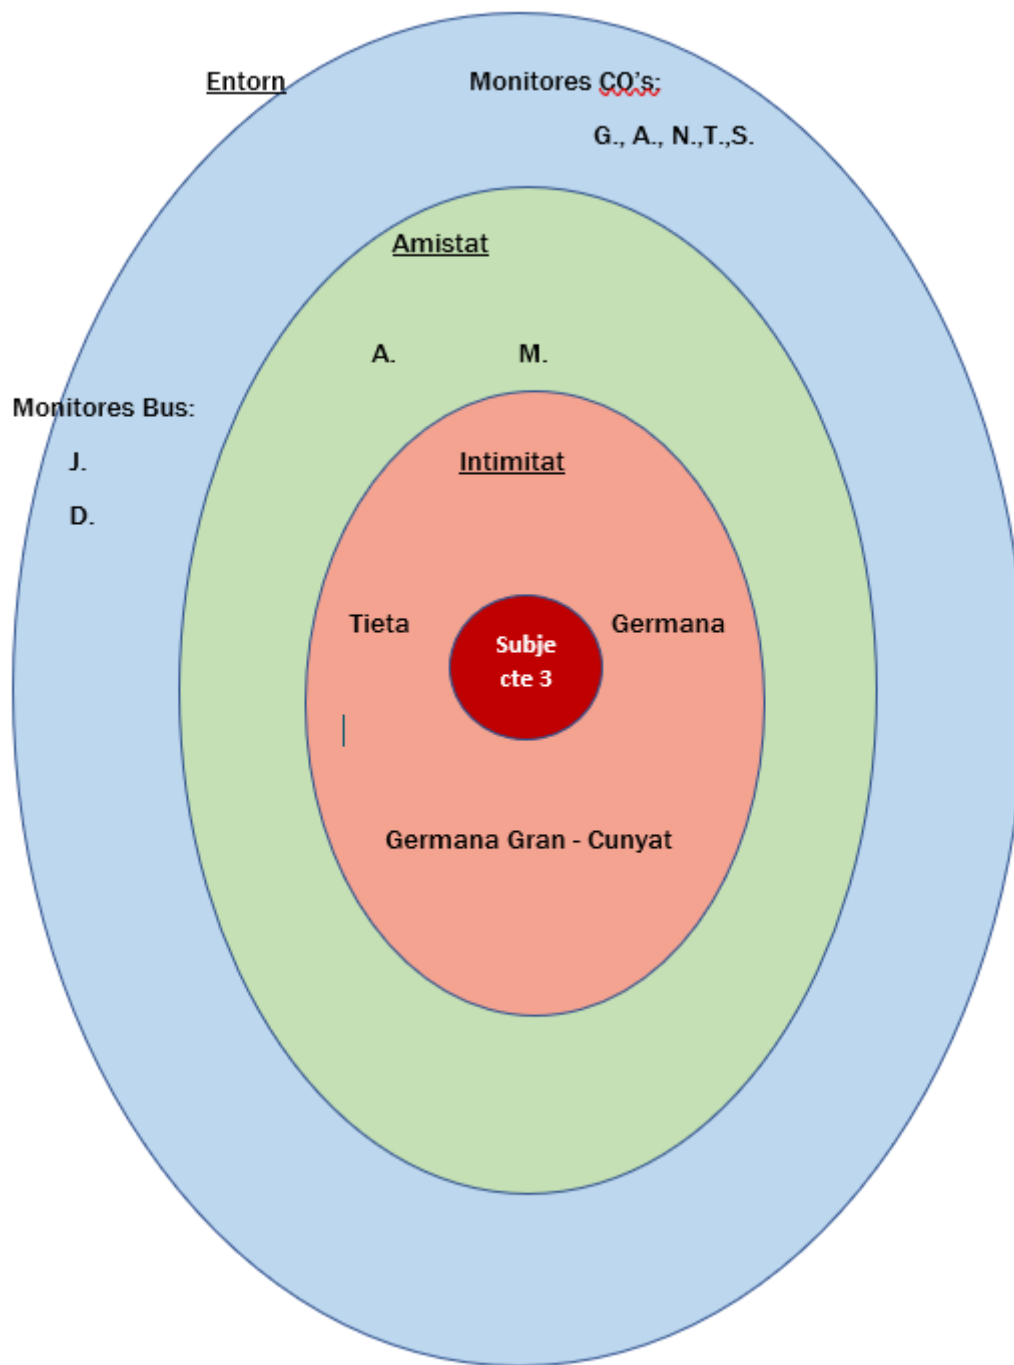 Entorn
Monitores CO's:
G., A., N.,T.,S.
Amistat
A. M.
Monitores Bus:
J.
D.
Intimitat
Tieta
Germana
Subje
cte 3
Germana Gran - Cunyat